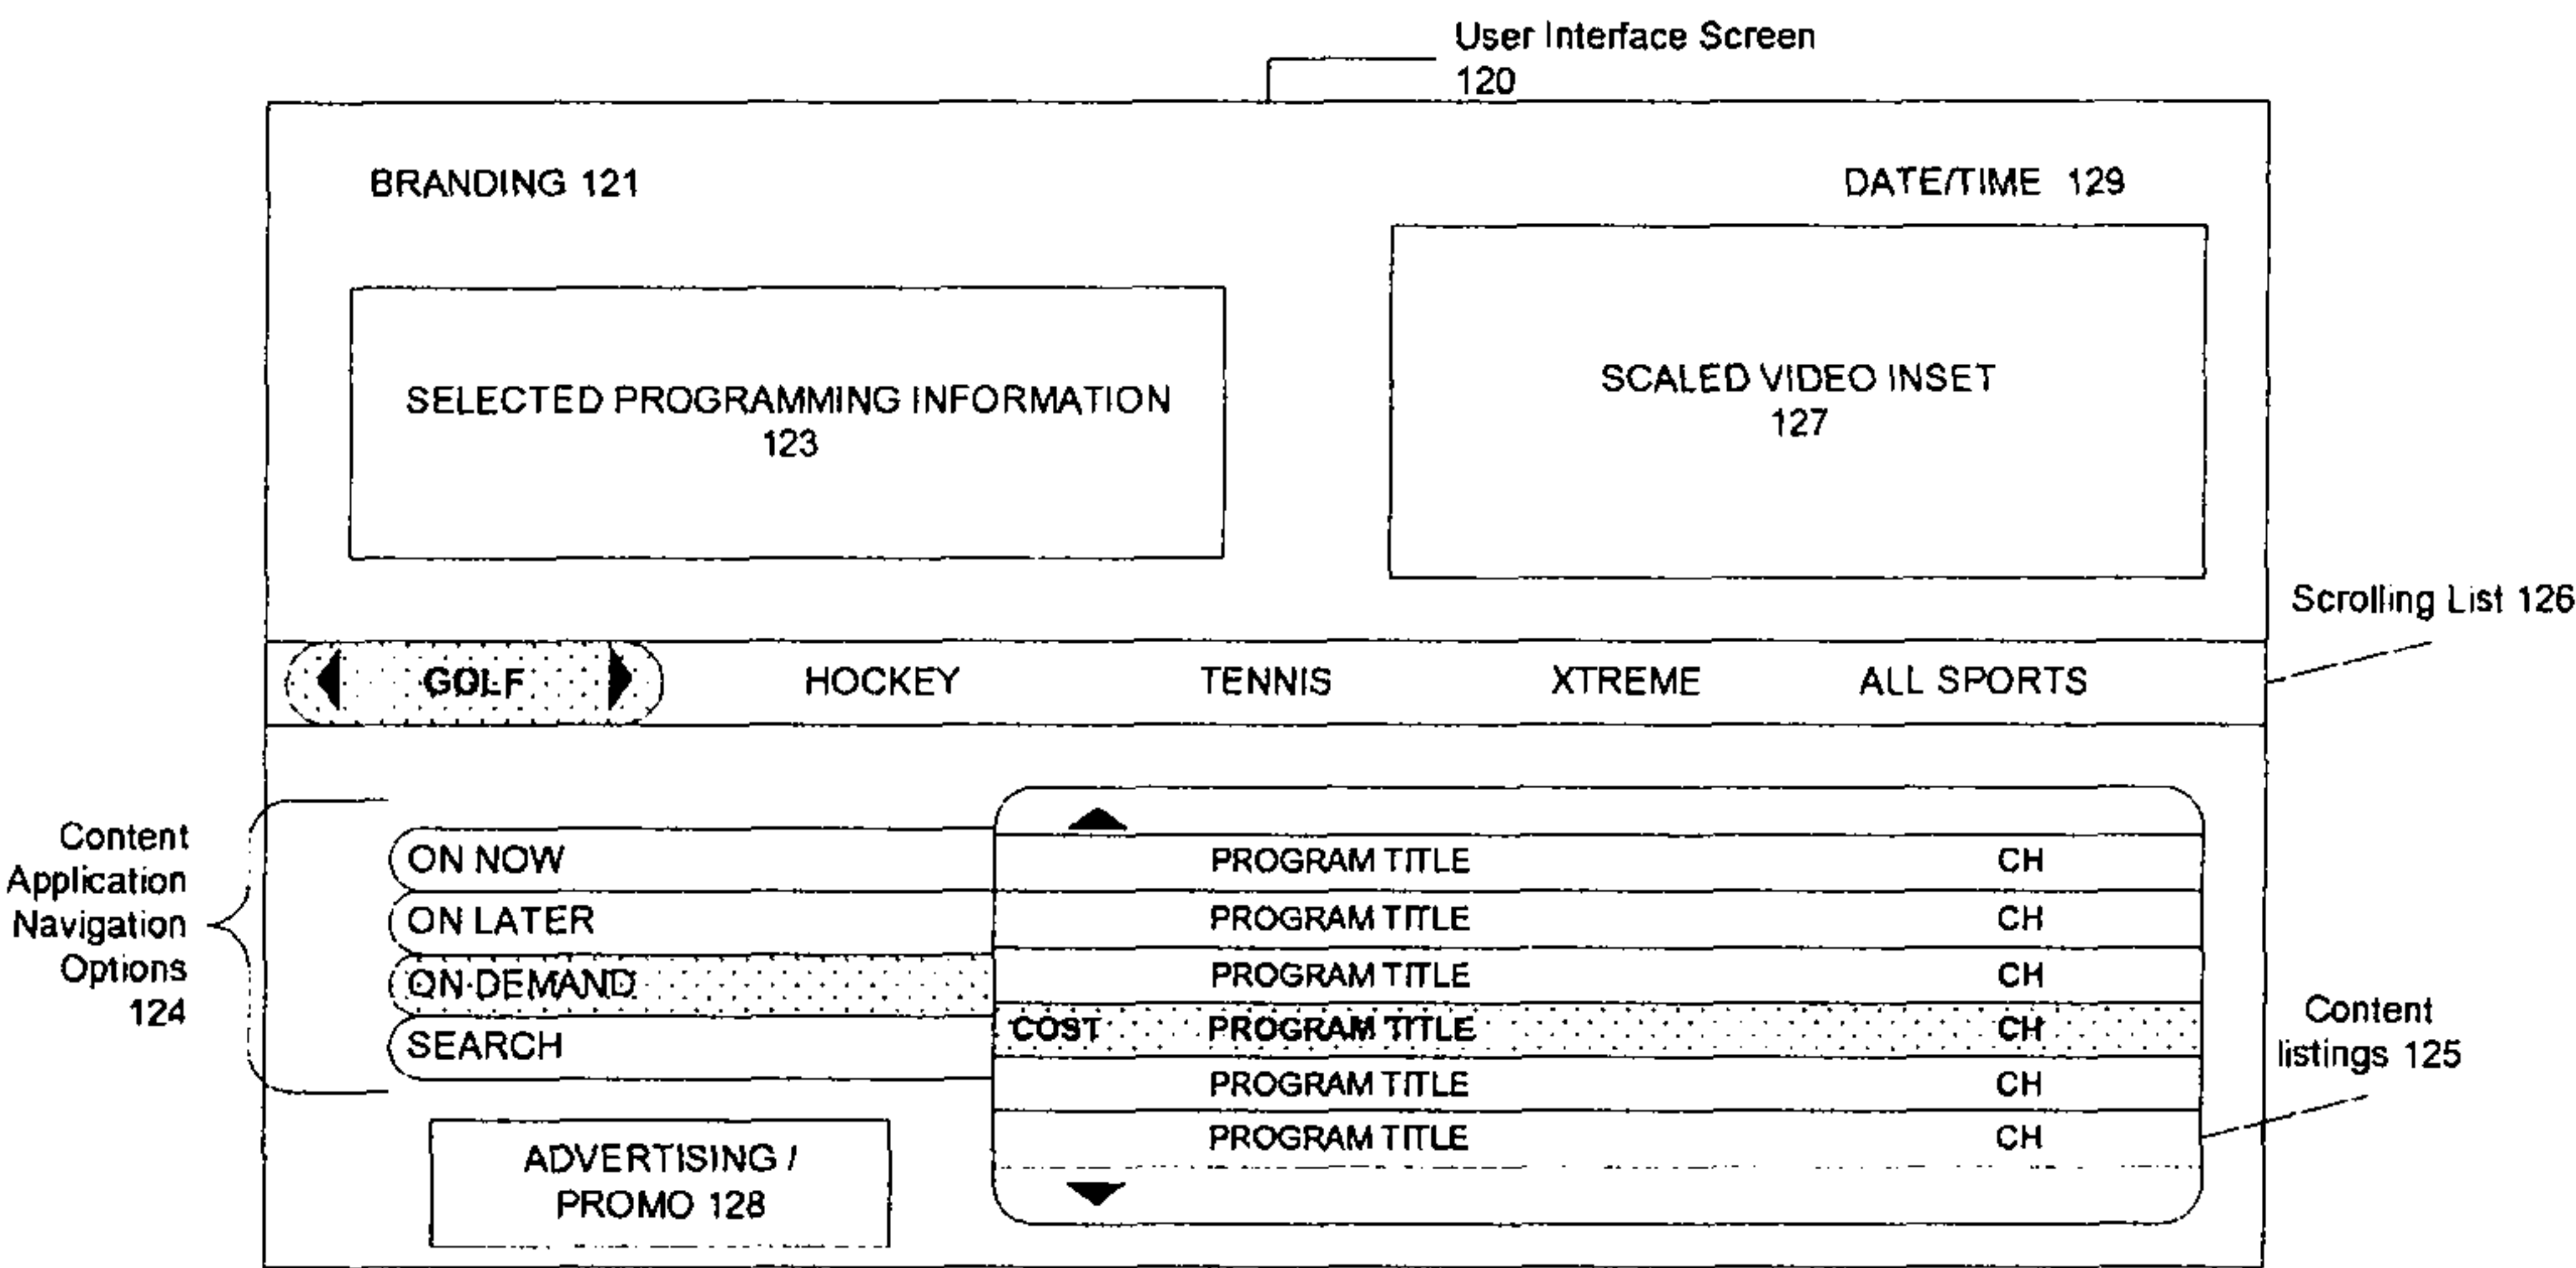 User Interface Screen
120
BRANDING 121
DATE/TIME 129
SELECTED PROGRAMMING INFORMATION
123
SCALED VIDEO INSET
127
Scrolling List 126
GOLF HOCKEY TENNIS XTREME ALL SPORTS
Content
Application
Navigation
Options
124
ON NOW
ON LATER
ON-DEMAND
SEARCH
PROGRAM TITLE CH
PROGRAM TITLE CH
PROGRAM TITLE CH
COST PROGRAM TITLE CH
PROGRAM TITLE CH
PROGRAM TITLE CH
Content
listings 125
ADVERTISING /
PROMO 128